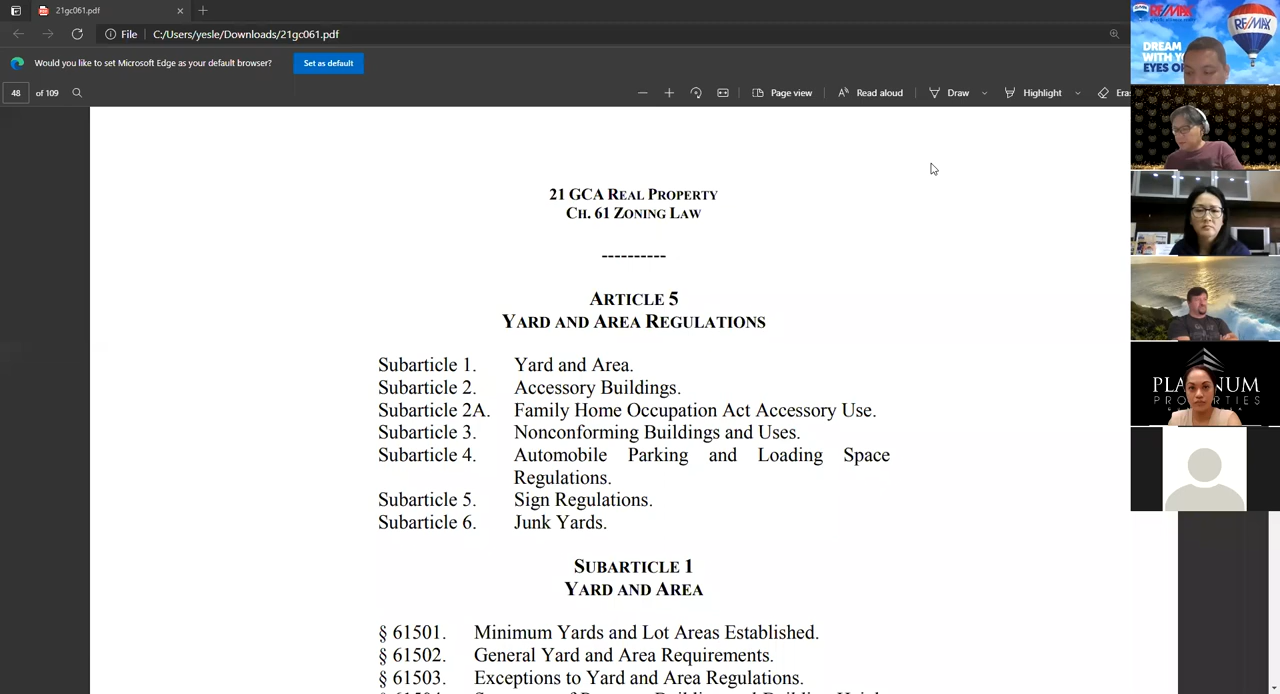 21gc061.pdf
File
C:/Users/yesle/Downloads/21gc061.pdf
Would you like to set Microsoft Edge as your default browser?
Set as default
48 of 109
Page view
Read aloud
Draw
Highlight
21 GCA REAL PROPERTY
CH. 61 ZONING LAW
----------
ARTICLE 5
YARD AND AREA REGULATIONS
Subarticle 1. Yard and Area.
Subarticle 2. Accessory Buildings.
Subarticle 2A. Family Home Occupation Act Accessory Use.
Subarticle 3. Nonconforming Buildings and Uses.
Subarticle 4. Automobile Parking and Loading Space
Regulations.
Subarticle 5. Sign Regulations.
Subarticle 6. Junk Yards.
SUBARTICLE 1
YARD AND AREA
§ 61501. Minimum Yards and Lot Areas Established.
§ 61502. General Yard and Area Requirements.
§ 61503. Exceptions to Yard and Area Regulations.
RE/MAX
RE/MAX
DREAM
WITH
EYES